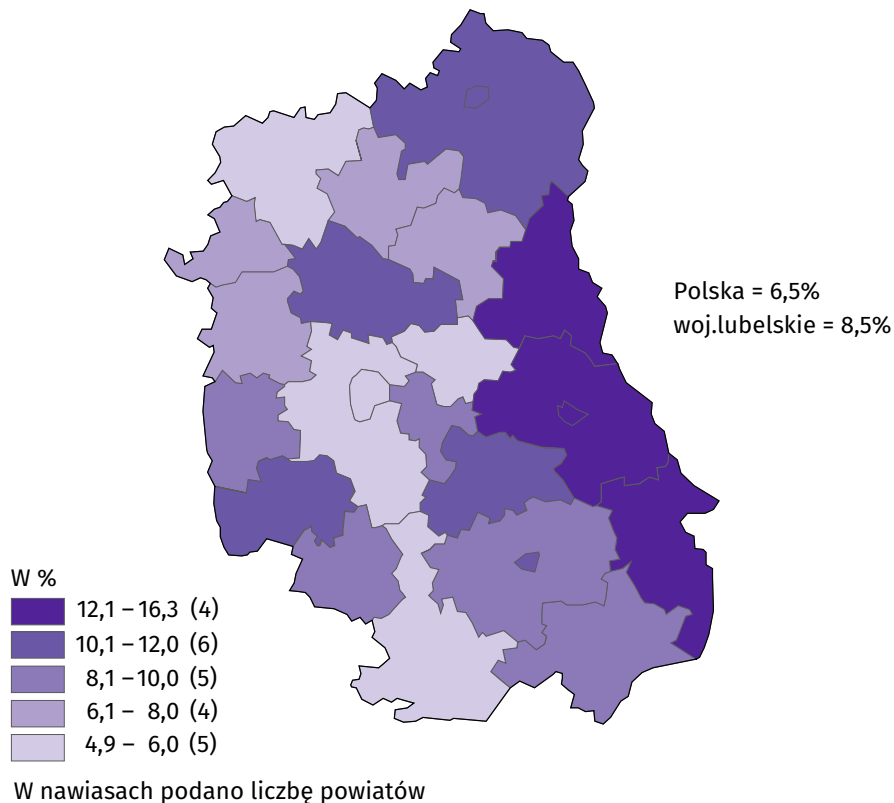 Polska = 6,5%
woj.lubelskie = 8,5%
W %
12,1 – 16,3 (4)
10,1 – 12,0 (6)
8,1 – 10,0 (5)
6,1 – 8,0 (4)
4,9 – 6,0 (5)
W nawiasach podano liczbę powiatów